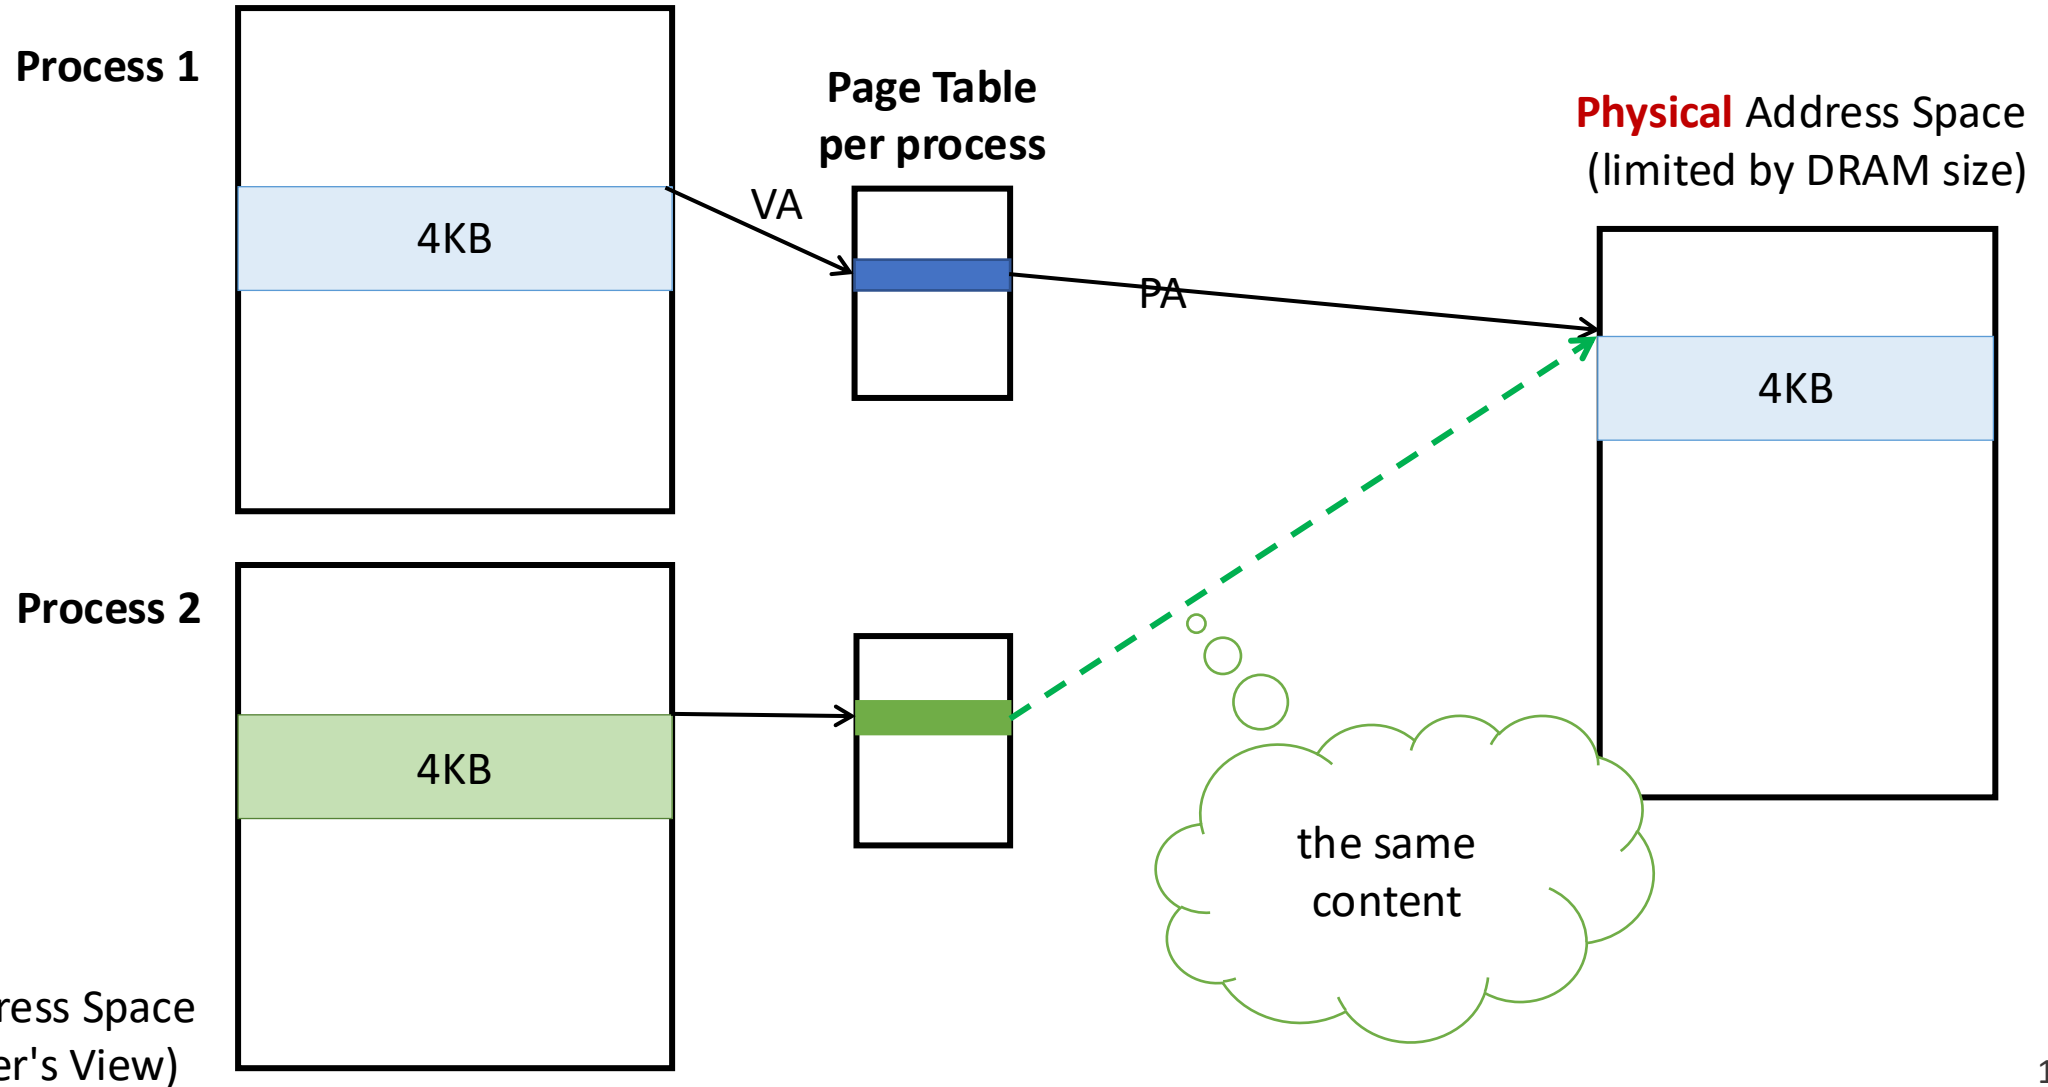 Process 1
4KB
Page Table
per process
VA
PA
Physical Address Space
(limited by DRAM size)
4KB
Process 2
4KB
the same
content
ress Space
er's View)
1